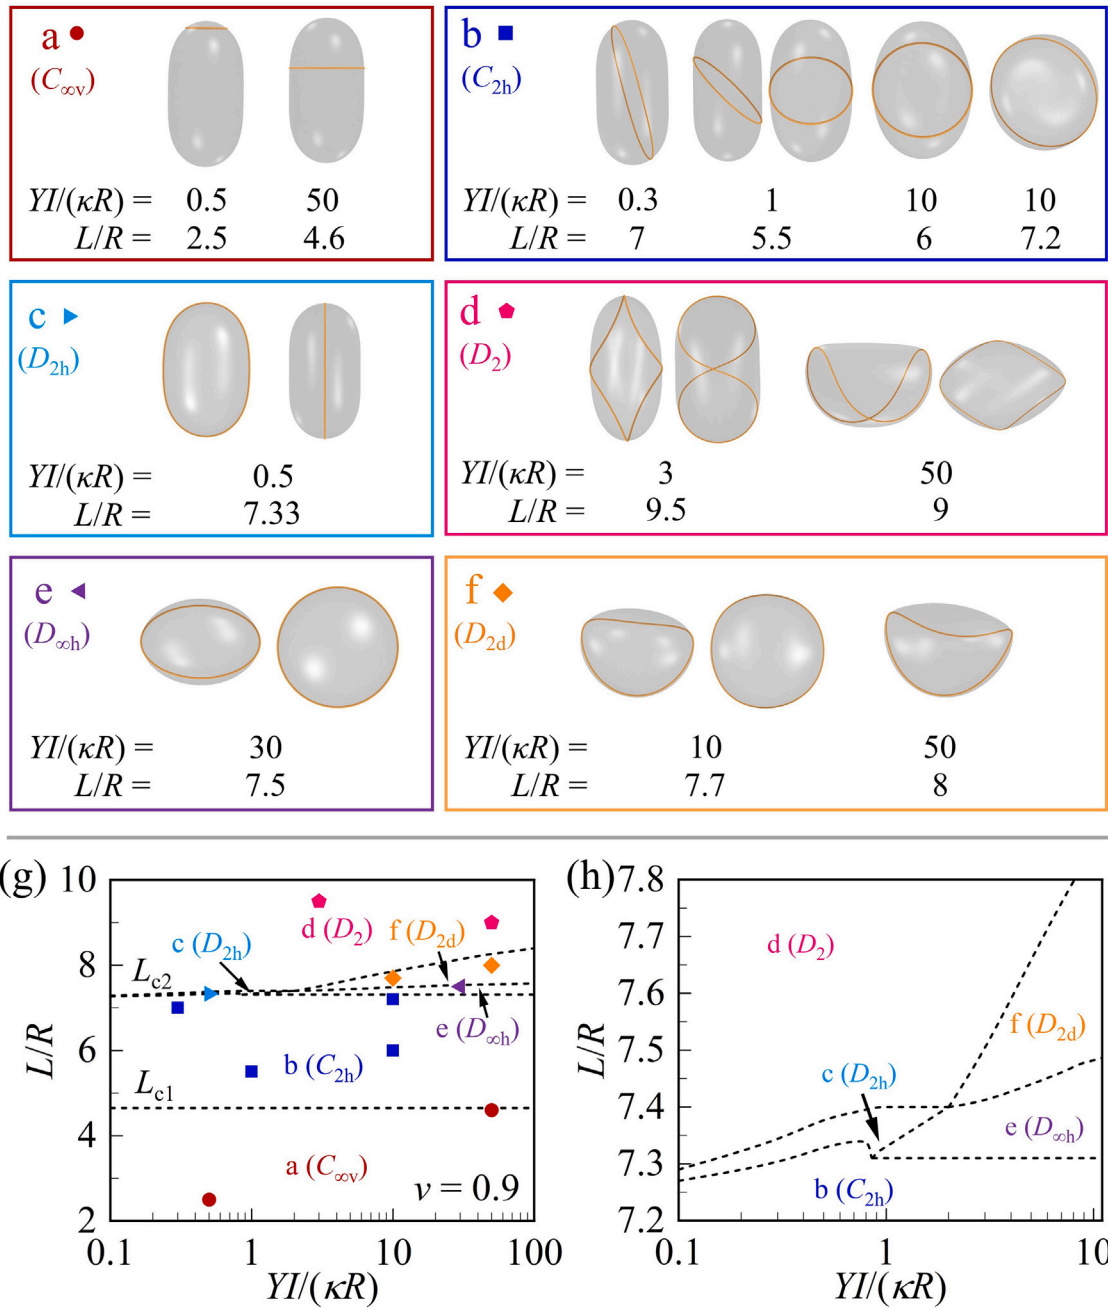 a
(C∞v)
YI/(κR) = 0.5 50
L/R = 2.5 4.6
b
(C2h)
YI/(κR) = 0.3 1 10 10
L/R = 7 5.5 6 7.2
c
(D2h)
YI/(κR) = 0.5
L/R = 7.33
d
(D2)
YI/(κR) = 3 50
L/R = 9.5 9
e
(D∞h)
YI/(κR) = 30
L/R = 7.5
f
(D2d)
YI/(κR) = 10 50
L/R = 7.7 8
(g)
10
8
6
4
2
L/R
c (D2h)
d (D2)
f (D2d)
Lc2
e (D∞h)
b (C2h)
Lc1
a (C∞v)
ν = 0.9
0.1 1 10 100
YI/(κR)
(h)
7.8
7.7
7.6
7.5
7.4
7.3
7.2
L/R
d (D2)
f (D2d)
c (D2h)
e (D∞h)
b (C2h)
0.1 1 10
YI/(κR)